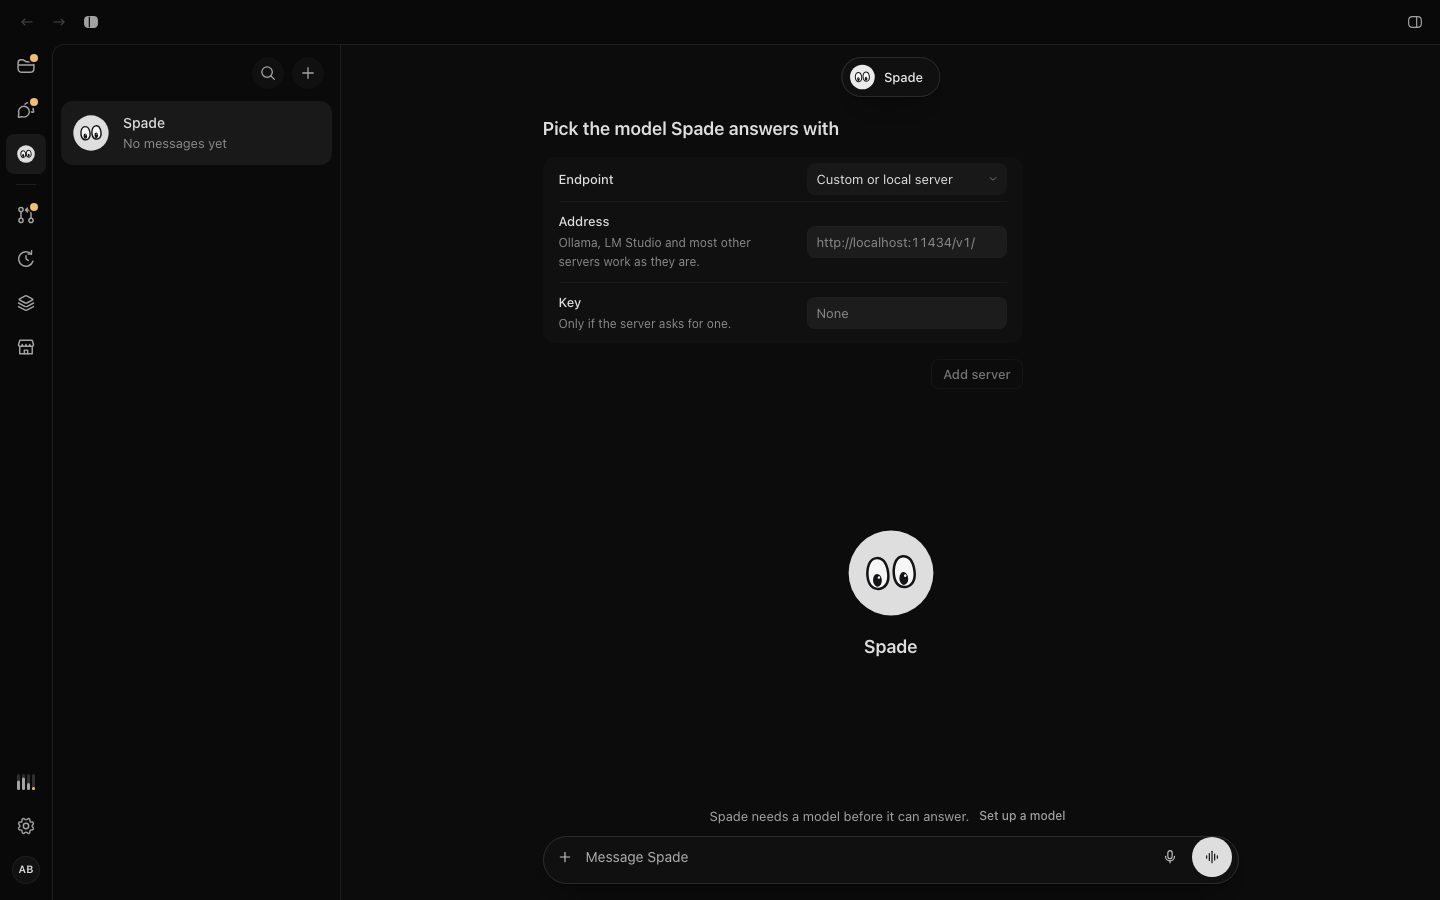 Spade
No messages yet
Spade
Pick the model Spade answers with
Endpoint
Custom or local server
Address
Ollama, LM Studio and most other
servers work as they are.
http://localhost:11434/v1/
Key
Only if the server asks for one.
None
Add server
Spade
Spade needs a model before it can answer. Set up a model
Message Spade
AB